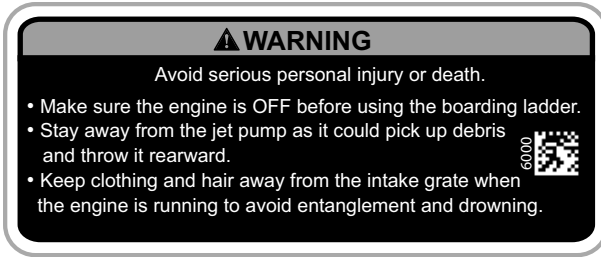 ⚠ WARNING
Avoid serious personal injury or death.
• Make sure the engine is OFF before using the boarding ladder.
• Stay away from the jet pump as it could pick up debris
and throw it rearward.
6000
• Keep clothing and hair away from the intake grate when
the engine is running to avoid entanglement and drowning.